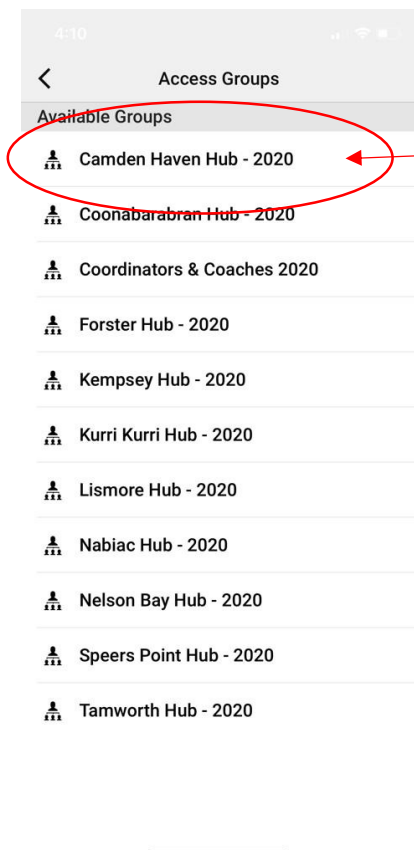 4:10
Access Groups
Available Groups
Camden Haven Hub - 2020
Coonabarabran Hub - 2020
Coordinators & Coaches 2020
Forster Hub - 2020
Kempsey Hub - 2020
Kurri Kurri Hub - 2020
Lismore Hub - 2020
Nabiac Hub - 2020
Nelson Bay Hub - 2020
Speers Point Hub - 2020
Tamworth Hub - 2020